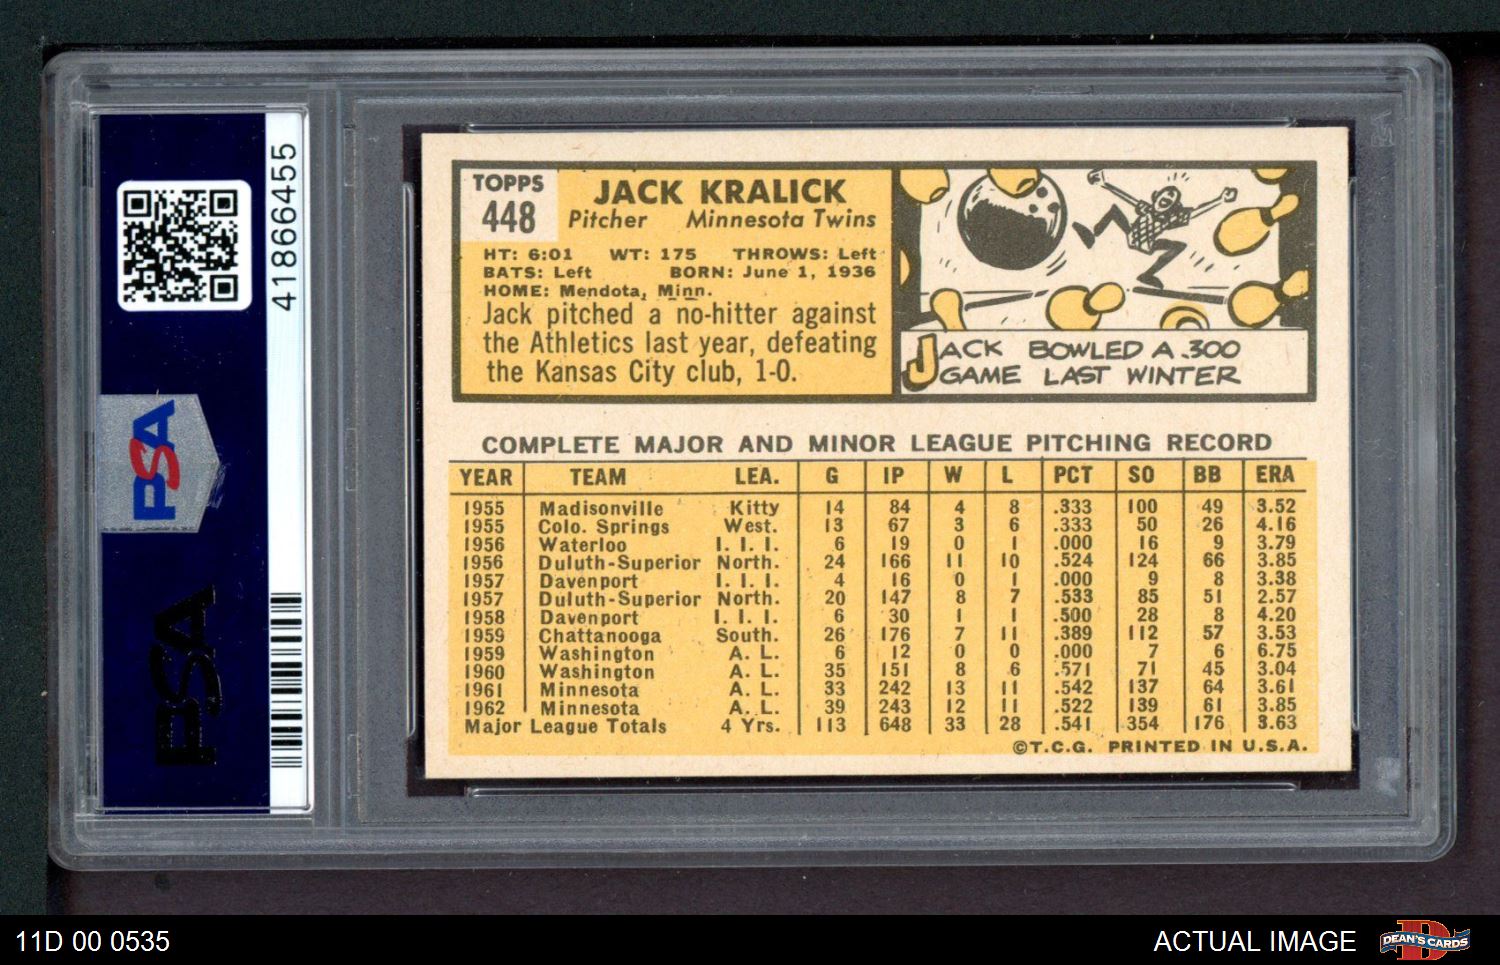 41866455
PSA
PSA
TOPPS
448
JACK KRALICK
Pitcher Minnesota Twins
HT: 6:01 WT: 175 THROWS: Left
BATS: Left BORN: June 1, 1936
HOME: Mendota, Minn.
Jack pitched a no-hitter against
the Athletics last year, defeating
the Kansas City club, 1-0.
JACK BOWLED A .300
GAME LAST WINTER
COMPLETE MAJOR AND MINOR LEAGUE PITCHING RECORD
YEAR TEAM LEA. G IP W L PCT SO BB ERA
1955 Madisonville Kitty 14 84 4 8 .333 100 49 3.52
1955 Colo. Springs West. 13 67 3 6 .333 50 26 4.16
1956 Waterloo I. I. I. 6 19 0 1 .000 16 9 3.79
1956 Duluth-Superior North. 24 166 11 10 .524 124 66 3.85
1957 Davenport I. I. I. 4 16 0 1 .000 9 8 3.38
1957 Duluth-Superior North. 20 147 8 7 .533 85 51 2.57
1958 Davenport I. I. I. 6 30 1 1 .500 28 8 4.20
1959 Chattanooga South. 26 176 7 11 .389 112 57 3.53
1959 Washington A. L. 6 12 0 0 .000 7 6 6.75
1960 Washington A. L. 35 151 8 6 .571 71 45 3.04
1961 Minnesota A. L. 33 242 13 11 .542 137 64 3.61
1962 Minnesota A. L. 39 243 12 11 .522 139 61 3.85
Major League Totals 4 Yrs. 113 648 33 28 .541 354 176 3.63
©T.C.G. PRINTED IN U.S.A.
11D 00 0535
ACTUAL IMAGE
DEAN'S CARDS